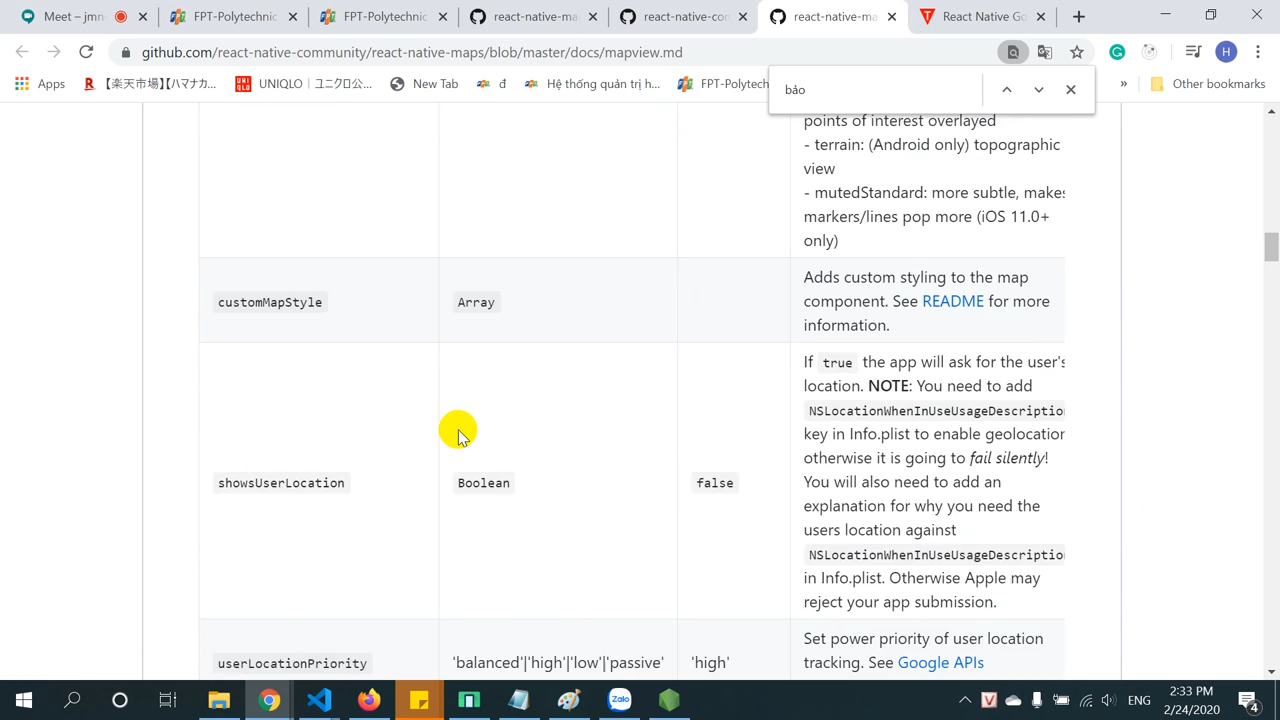 Meet – jmn
FPT-Polytechnic
FPT-Polytechnic
react-native-ma
react-native-com
react-native-ma
React Native Go
github.com/react-native-community/react-native-maps/blob/master/docs/mapview.md
Apps
【楽天市場】【ハマナカ...
UNIQLO｜ユニクロ公...
New Tab
đ
Hệ thống quản trị h...
FPT-Polytech
»
Other bookmarks
bảo
points of interest overlayed
- terrain: (Android only) topographic
view
- mutedStandard: more subtle, makes
markers/lines pop more (iOS 11.0+
only)
customMapStyle
Array
Adds custom styling to the map
component. See README for more
information.
showsUserLocation
Boolean
false
If true the app will ask for the user's
location. NOTE: You need to add
NSLocationWhenInUseUsageDescription
key in Info.plist to enable geolocation,
otherwise it is going to fail silently!
You will also need to add an
explanation for why you need the
users location against
NSLocationWhenInUseUsageDescription
in Info.plist. Otherwise Apple may
reject your app submission.
userLocationPriority
'balanced'|'high'|'low'|'passive'
'high'
Set power priority of user location
tracking. See Google APIs
Zalo
ENG
2:33 PM
2/24/2020
4